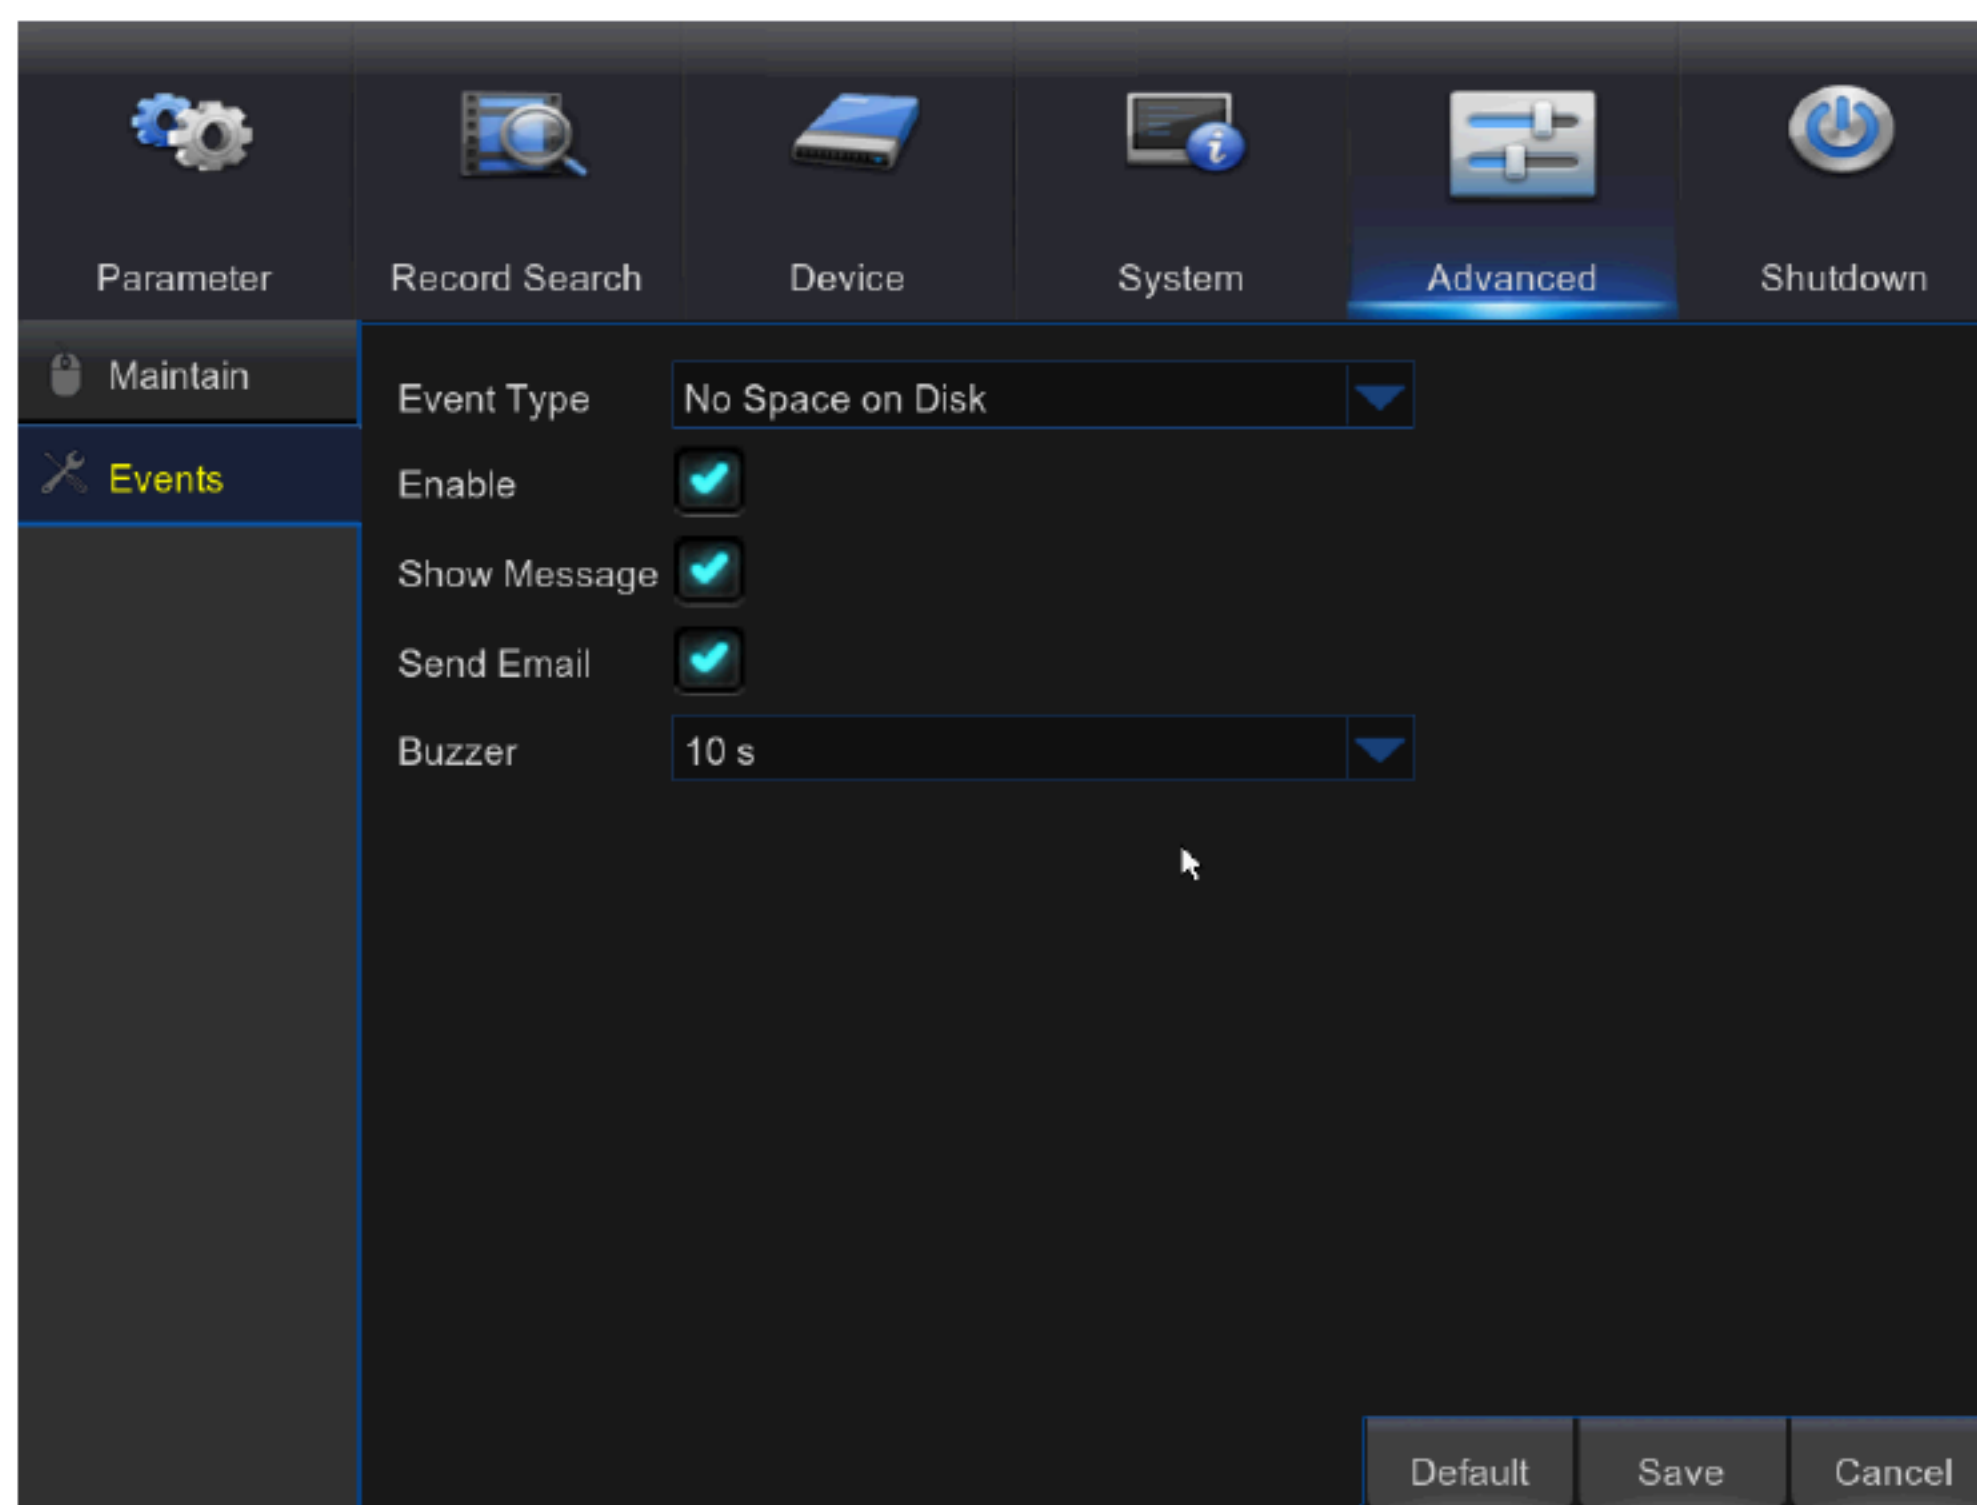 Parameter
Record Search
Device
System
Advanced
Shutdown
Maintain
Events
Event Type
No Space on Disk
Enable
Show Message
Send Email
Buzzer
10 s
Default
Save
Cancel